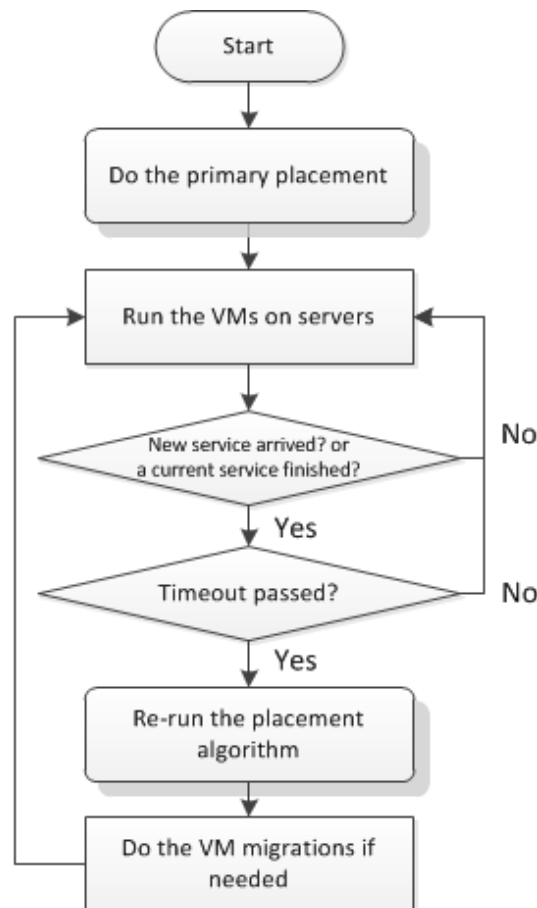 Start
Do the primary placement
Run the VMs on servers
New service arrived? or
a current service finished?
No
Yes
Timeout passed?
No
Yes
Re-run the placement
algorithm
Do the VM migrations if
needed